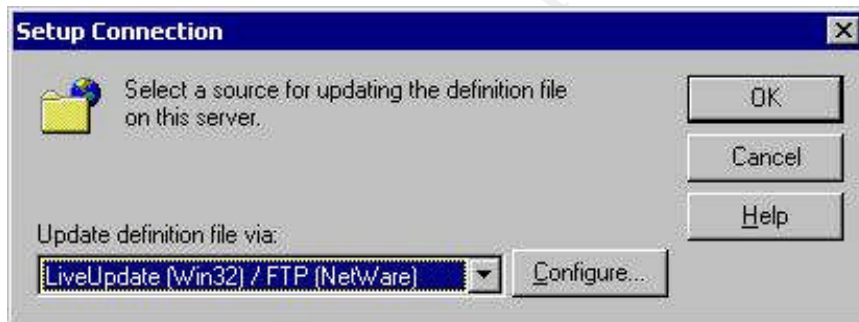 Setup Connection
Select a source for updating the definition file
on this server.
OK
Cancel
Help
Update definition file via:
LiveUpdate (Win32) / FTP (NetWare)
Configure...